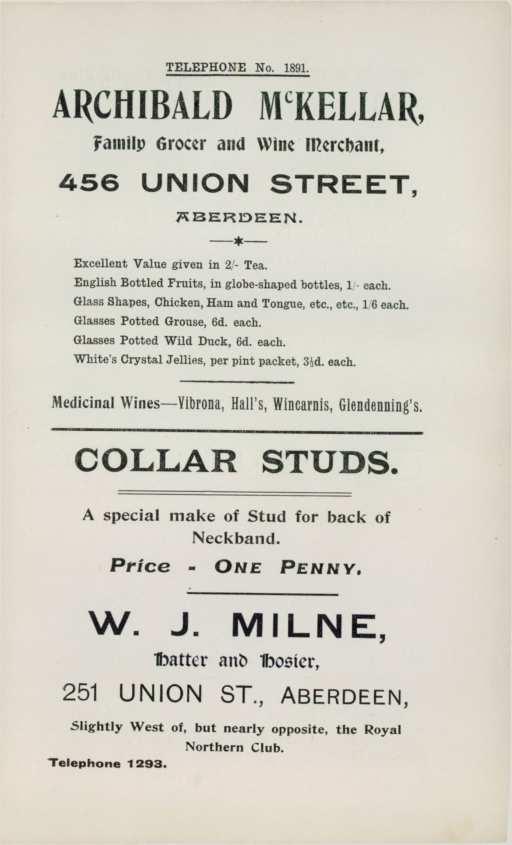 TELEPHONE No. 1891.
ARCHIBALD McKELLAR,
Family Grocer and Wine Merchant,
456 UNION STREET,
ABERDEEN.
Excellent Value given in 2/- Tea.
English Bottled Fruits, in globe-shaped bottles, 1/- each.
Glass Shapes, Chicken, Ham and Tongue, etc., etc., 1/6 each.
Glasses Potted Grouse, 6d. each.
Glasses Potted Wild Duck, 6d. each.
White's Crystal Jellies, per pint packet, 3½d. each.
Medicinal Wines—Vibrona, Hall's, Wincarnis, Glendenning's.
COLLAR STUDS.
A special make of Stud for back of
Neckband.
Price - ONE PENNY.
W. J. MILNE,
Hatter and Hosier,
251 UNION ST., ABERDEEN,
Slightly West of, but nearly opposite, the Royal
Northern Club.
Telephone 1293.